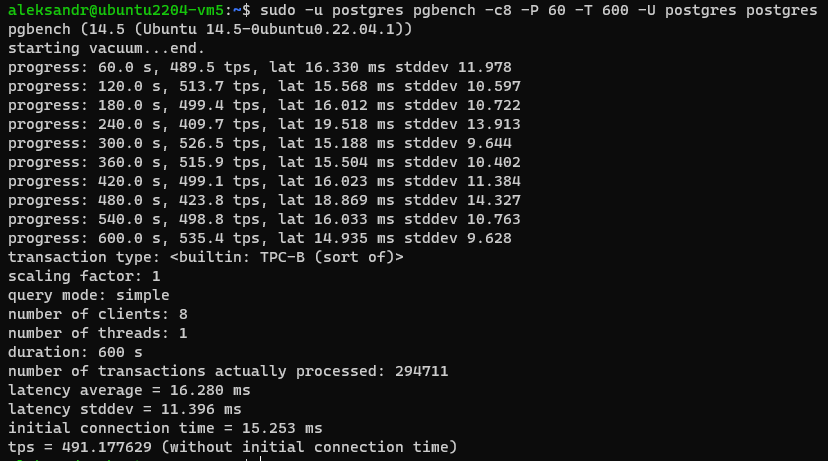 aleksandr@ubuntu2204-vm5:~$ sudo -u postgres pgbench -c8 -P 60 -T 600 -U postgres postgres
pgbench (14.5 (Ubuntu 14.5-0ubuntu0.22.04.1))
starting vacuum...end.
progress: 60.0 s, 489.5 tps, lat 16.330 ms stddev 11.978
progress: 120.0 s, 513.7 tps, lat 15.568 ms stddev 10.597
progress: 180.0 s, 499.4 tps, lat 16.012 ms stddev 10.722
progress: 240.0 s, 409.7 tps, lat 19.518 ms stddev 13.913
progress: 300.0 s, 526.5 tps, lat 15.188 ms stddev 9.644
progress: 360.0 s, 515.9 tps, lat 15.504 ms stddev 10.402
progress: 420.0 s, 499.1 tps, lat 16.023 ms stddev 11.384
progress: 480.0 s, 423.8 tps, lat 18.869 ms stddev 14.327
progress: 540.0 s, 498.8 tps, lat 16.033 ms stddev 10.763
progress: 600.0 s, 535.4 tps, lat 14.935 ms stddev 9.628
transaction type: <builtin: TPC-B (sort of)>
scaling factor: 1
query mode: simple
number of clients: 8
number of threads: 1
duration: 600 s
number of transactions actually processed: 294711
latency average = 16.280 ms
latency stddev = 11.396 ms
initial connection time = 15.253 ms
tps = 491.177629 (without initial connection time)